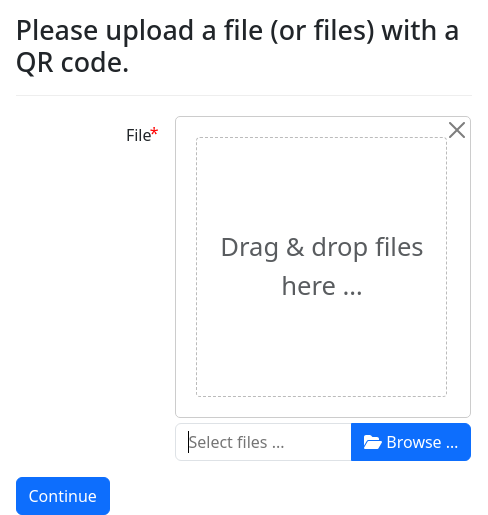 Please upload a file (or files) with a
QR code.
File*
Drag & drop files
here ...
Select files ...
Browse ...
Continue